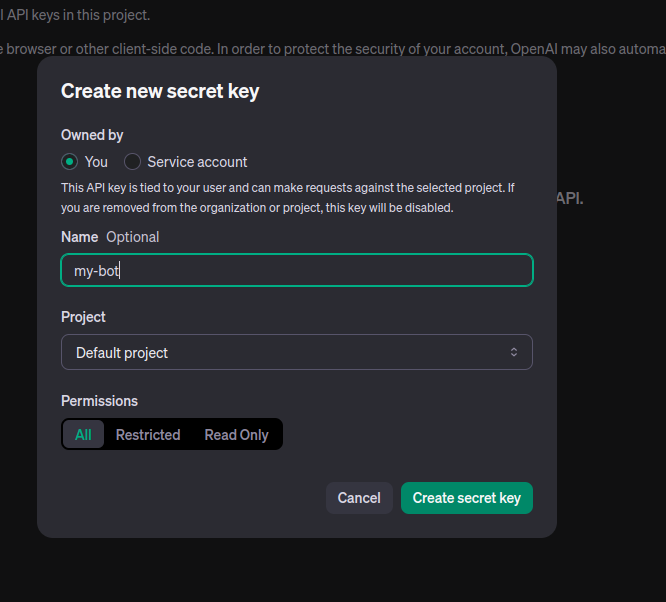 I API keys in this project.
e browser or other client-side code. In order to protect the security of your account, OpenAI may also automa
Create new secret key
Owned by
You Service account
This API key is tied to your user and can make requests against the selected project. If
you are removed from the organization or project, this key will be disabled.
API.
Name Optional
my-bot
Project
Default project
Permissions
All Restricted Read Only
Cancel Create secret key